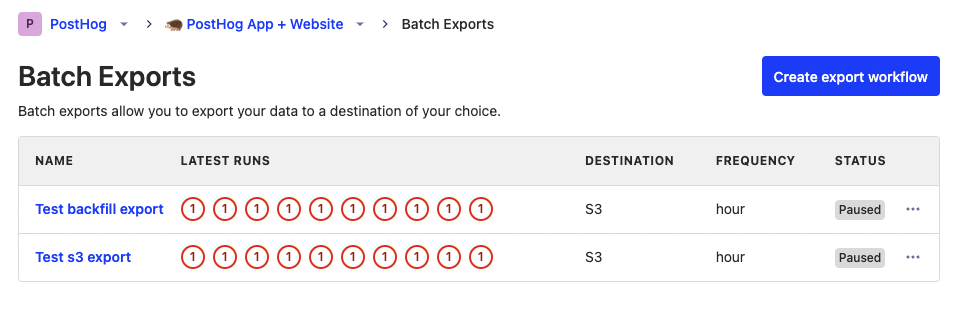 P PostHog PostHog App + Website Batch Exports
Batch Exports
Create export workflow
Batch exports allow you to export your data to a destination of your choice.
NAME LATEST RUNS DESTINATION FREQUENCY STATUS
Test backfill export 1 1 1 1 1 1 1 1 1 1 S3 hour Paused
Test s3 export 1 1 1 1 1 1 1 1 1 1 S3 hour Paused